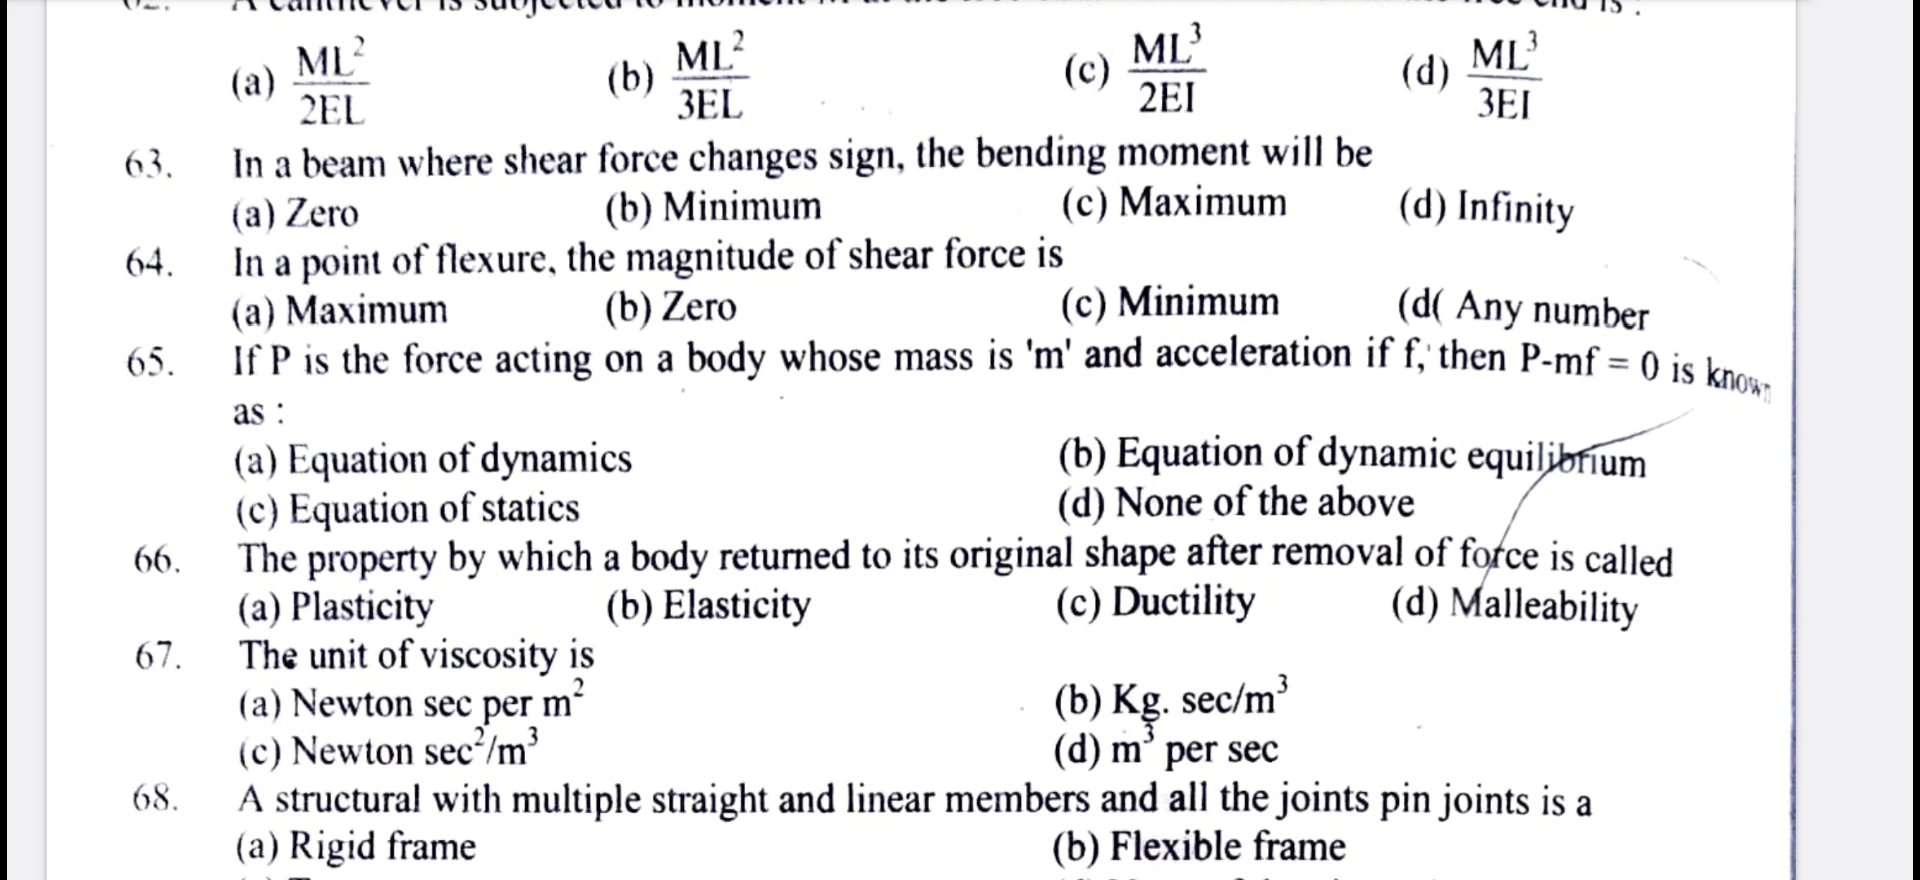 (a) ML²/2EL (b) ML²/3EL (c) ML³/2EI (d) ML³/3EI
63. In a beam where shear force changes sign, the bending moment will be
(a) Zero (b) Minimum (c) Maximum (d) Infinity
64. In a point of flexure, the magnitude of shear force is
(a) Maximum (b) Zero (c) Minimum (d( Any number
65. If P is the force acting on a body whose mass is 'm' and acceleration if f, then P-mf = 0 is known
as :
(a) Equation of dynamics (b) Equation of dynamic equilibrium
(c) Equation of statics (d) None of the above
66. The property by which a body returned to its original shape after removal of force is called
(a) Plasticity (b) Elasticity (c) Ductility (d) Malleability
67. The unit of viscosity is
(a) Newton sec per m² (b) Kg. sec/m³
(c) Newton sec²/m³ (d) m³ per sec
68. A structural with multiple straight and linear members and all the joints pin joints is a
(a) Rigid frame (b) Flexible frame